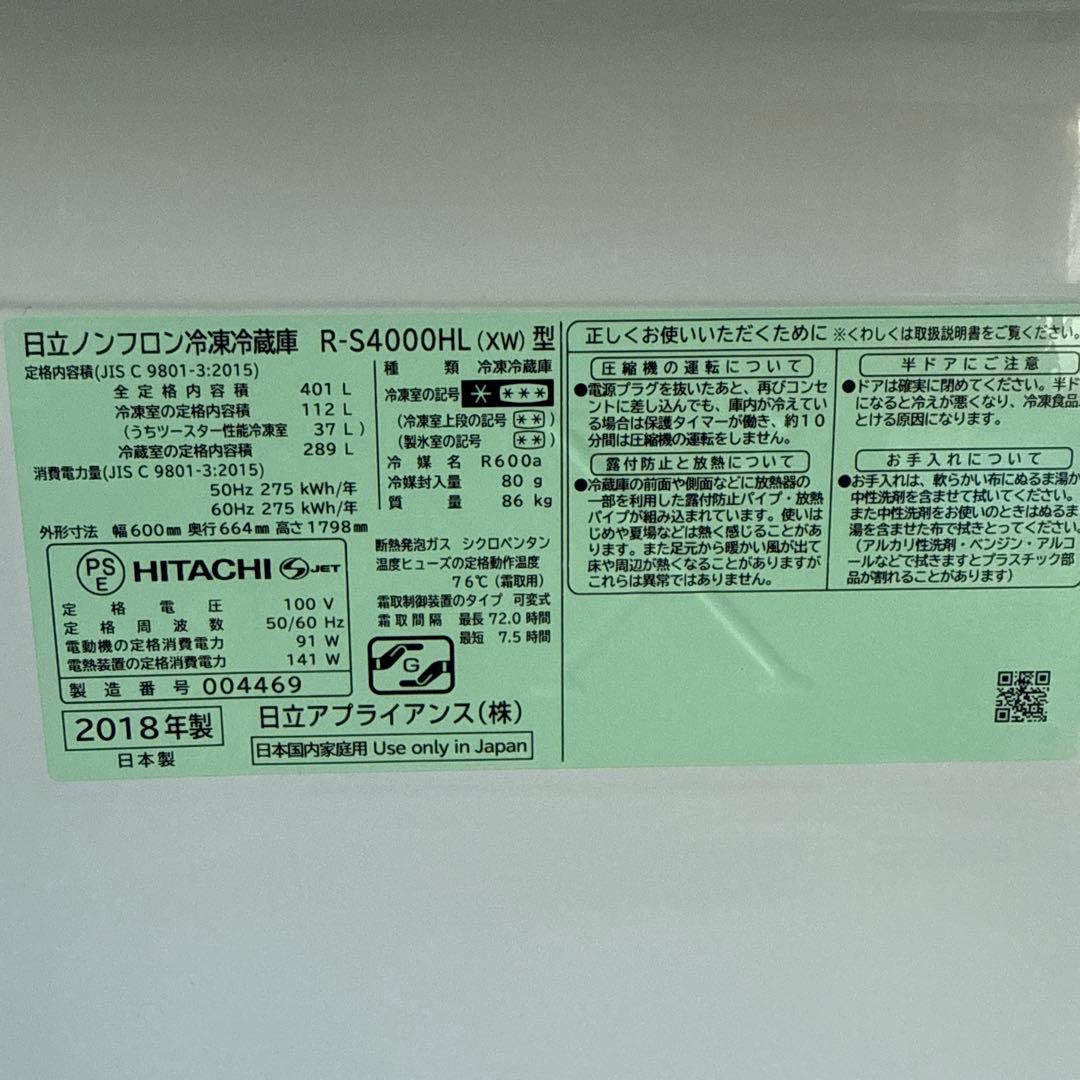 日立ノンフロン冷凍冷蔵庫 R-S4000HL(XW)型
定格内容積(JIS C 9801-3:2015)
全定格内容積 401 L
冷凍室の定格内容積 112 L
(うちツースター性能冷凍室 37 L)
冷蔵室の定格内容積 289 L
消費電力量(JIS C 9801-3:2015)
50Hz 275 kWh/年
60Hz 275 kWh/年
外形寸法 幅600mm 奥行664mm 高さ1798mm
種類 冷凍冷蔵庫
冷凍室の記号 * ***
(冷凍室上段の記号 **)
(製氷室の記号 **)
冷媒名 R600a
冷媒封入量 80 g
質量 86 kg
PS
E
HITACHI S JET
定格電圧 100 V
定格周波数 50/60 Hz
電動機の定格消費電力 91 W
電熱装置の定格消費電力 141 W
製造番号 004469
断熱発泡ガス シクロペンタン
温度ヒューズの定格動作温度
76℃(霜取用)
霜取制御装置のタイプ 可変式
霜取間隔 最長 72.0 時間
最短 7.5 時間
G
2018年製
日本製
日立アプライアンス(株)
日本国内家庭用 Use only in Japan
正しくお使いいただくために ※くわしくは取扱説明書をご覧ください。
圧縮機の運転について
●電源プラグを抜いたあと、再びコンセ
ントに差し込んでも、庫内が冷えてい
る場合は保護タイマーが働き、約10
分間は圧縮機の運転をしません。
露付防止と放熱について
●冷蔵庫の前面や側面などに放熱器の
一部を利用した露付防止パイプ・放熱
パイプが組み込まれています。使いは
じめや夏場などは熱く感じることがあ
ります。また足元から暖かい風が出て
床や周辺が熱くなることがありますが
これらは異常ではありません。
半ドアにご注意
●ドアは確実に閉めてください。半ド
になると冷えが悪くなり、冷凍食品
とける原因になります。
お手入れについて
●お手入れは、軟らかい布にぬるま湯か
中性洗剤を含ませて拭いてください。
また中性洗剤をお使いのときはぬるま
湯を含ませた布で拭きとってください。
(アルカリ性洗剤・ベンジン・アルコ
ールなどで拭きますとプラスチック部
品が割れることがあります)